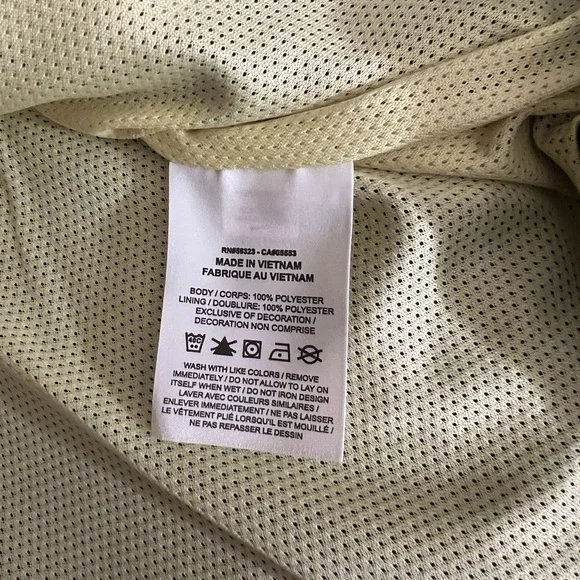 RN#56323 - CA#05553
MADE IN VIETNAM
FABRIQUE AU VIETNAM
BODY / CORPS: 100% POLYESTER
LINING / DOUBLURE: 100% POLYESTER
EXCLUSIVE OF DECORATION /
DECORATION NON COMPRISE
40C
WASH WITH LIKE COLORS / REMOVE
IMMEDIATELY / DO NOT ALLOW TO LAY ON
ITSELF WHEN WET / DO NOT IRON DESIGN
LAVER AVEC COULEURS SIMILAIRES /
ENLEVER IMMEDIATEMENT / NE PAS LAISSER
LE VÊTEMENT PLIÉ LORSQU'IL EST MOUILLÉ /
NE PAS REPASSER LE DESSIN